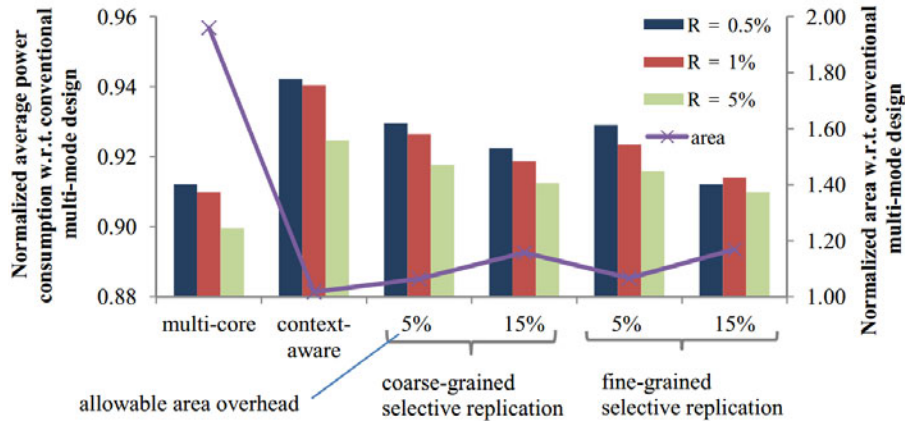 Normalized average power
consumption w.r.t. conventional
multi-mode design
0.96
0.94
0.92
0.90
0.88
R = 0.5%
R = 1%
R = 5%
area
2.00
1.80
1.60
1.40
1.20
1.00
Normalized area w.r.t. conventional
multi-mode design
multi-core
context-
aware
5%
15%
5%
15%
allowable area overhead
coarse-grained
selective replication
fine-grained
selective replication